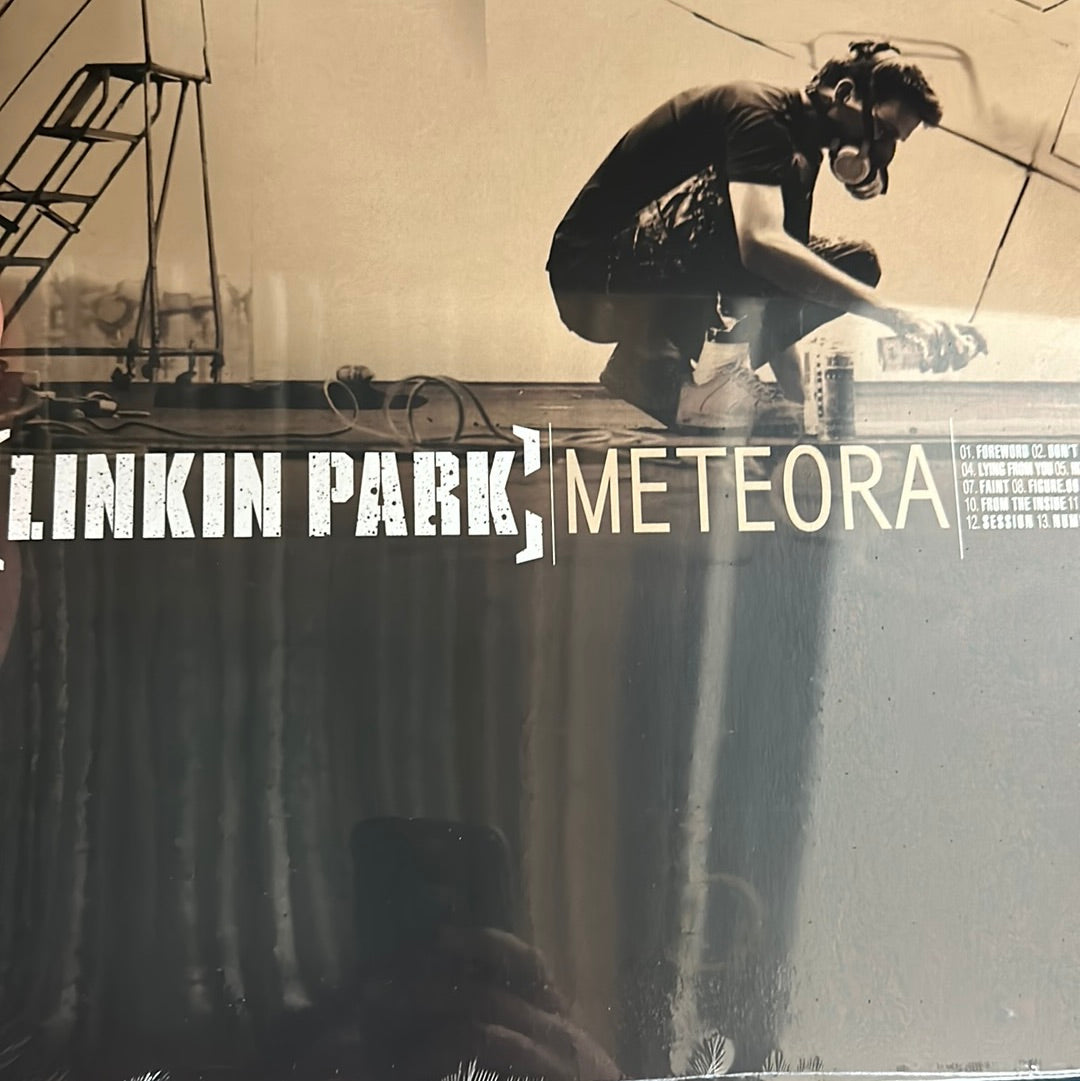 [LINKIN PARK] METEORA
01. FOREWORD 02. DON'T
04. LYING FROM YOU 05.
07. FAINT 08. FIGURE.09
10. FROM THE INSIDE 11
12. SESSION 13.